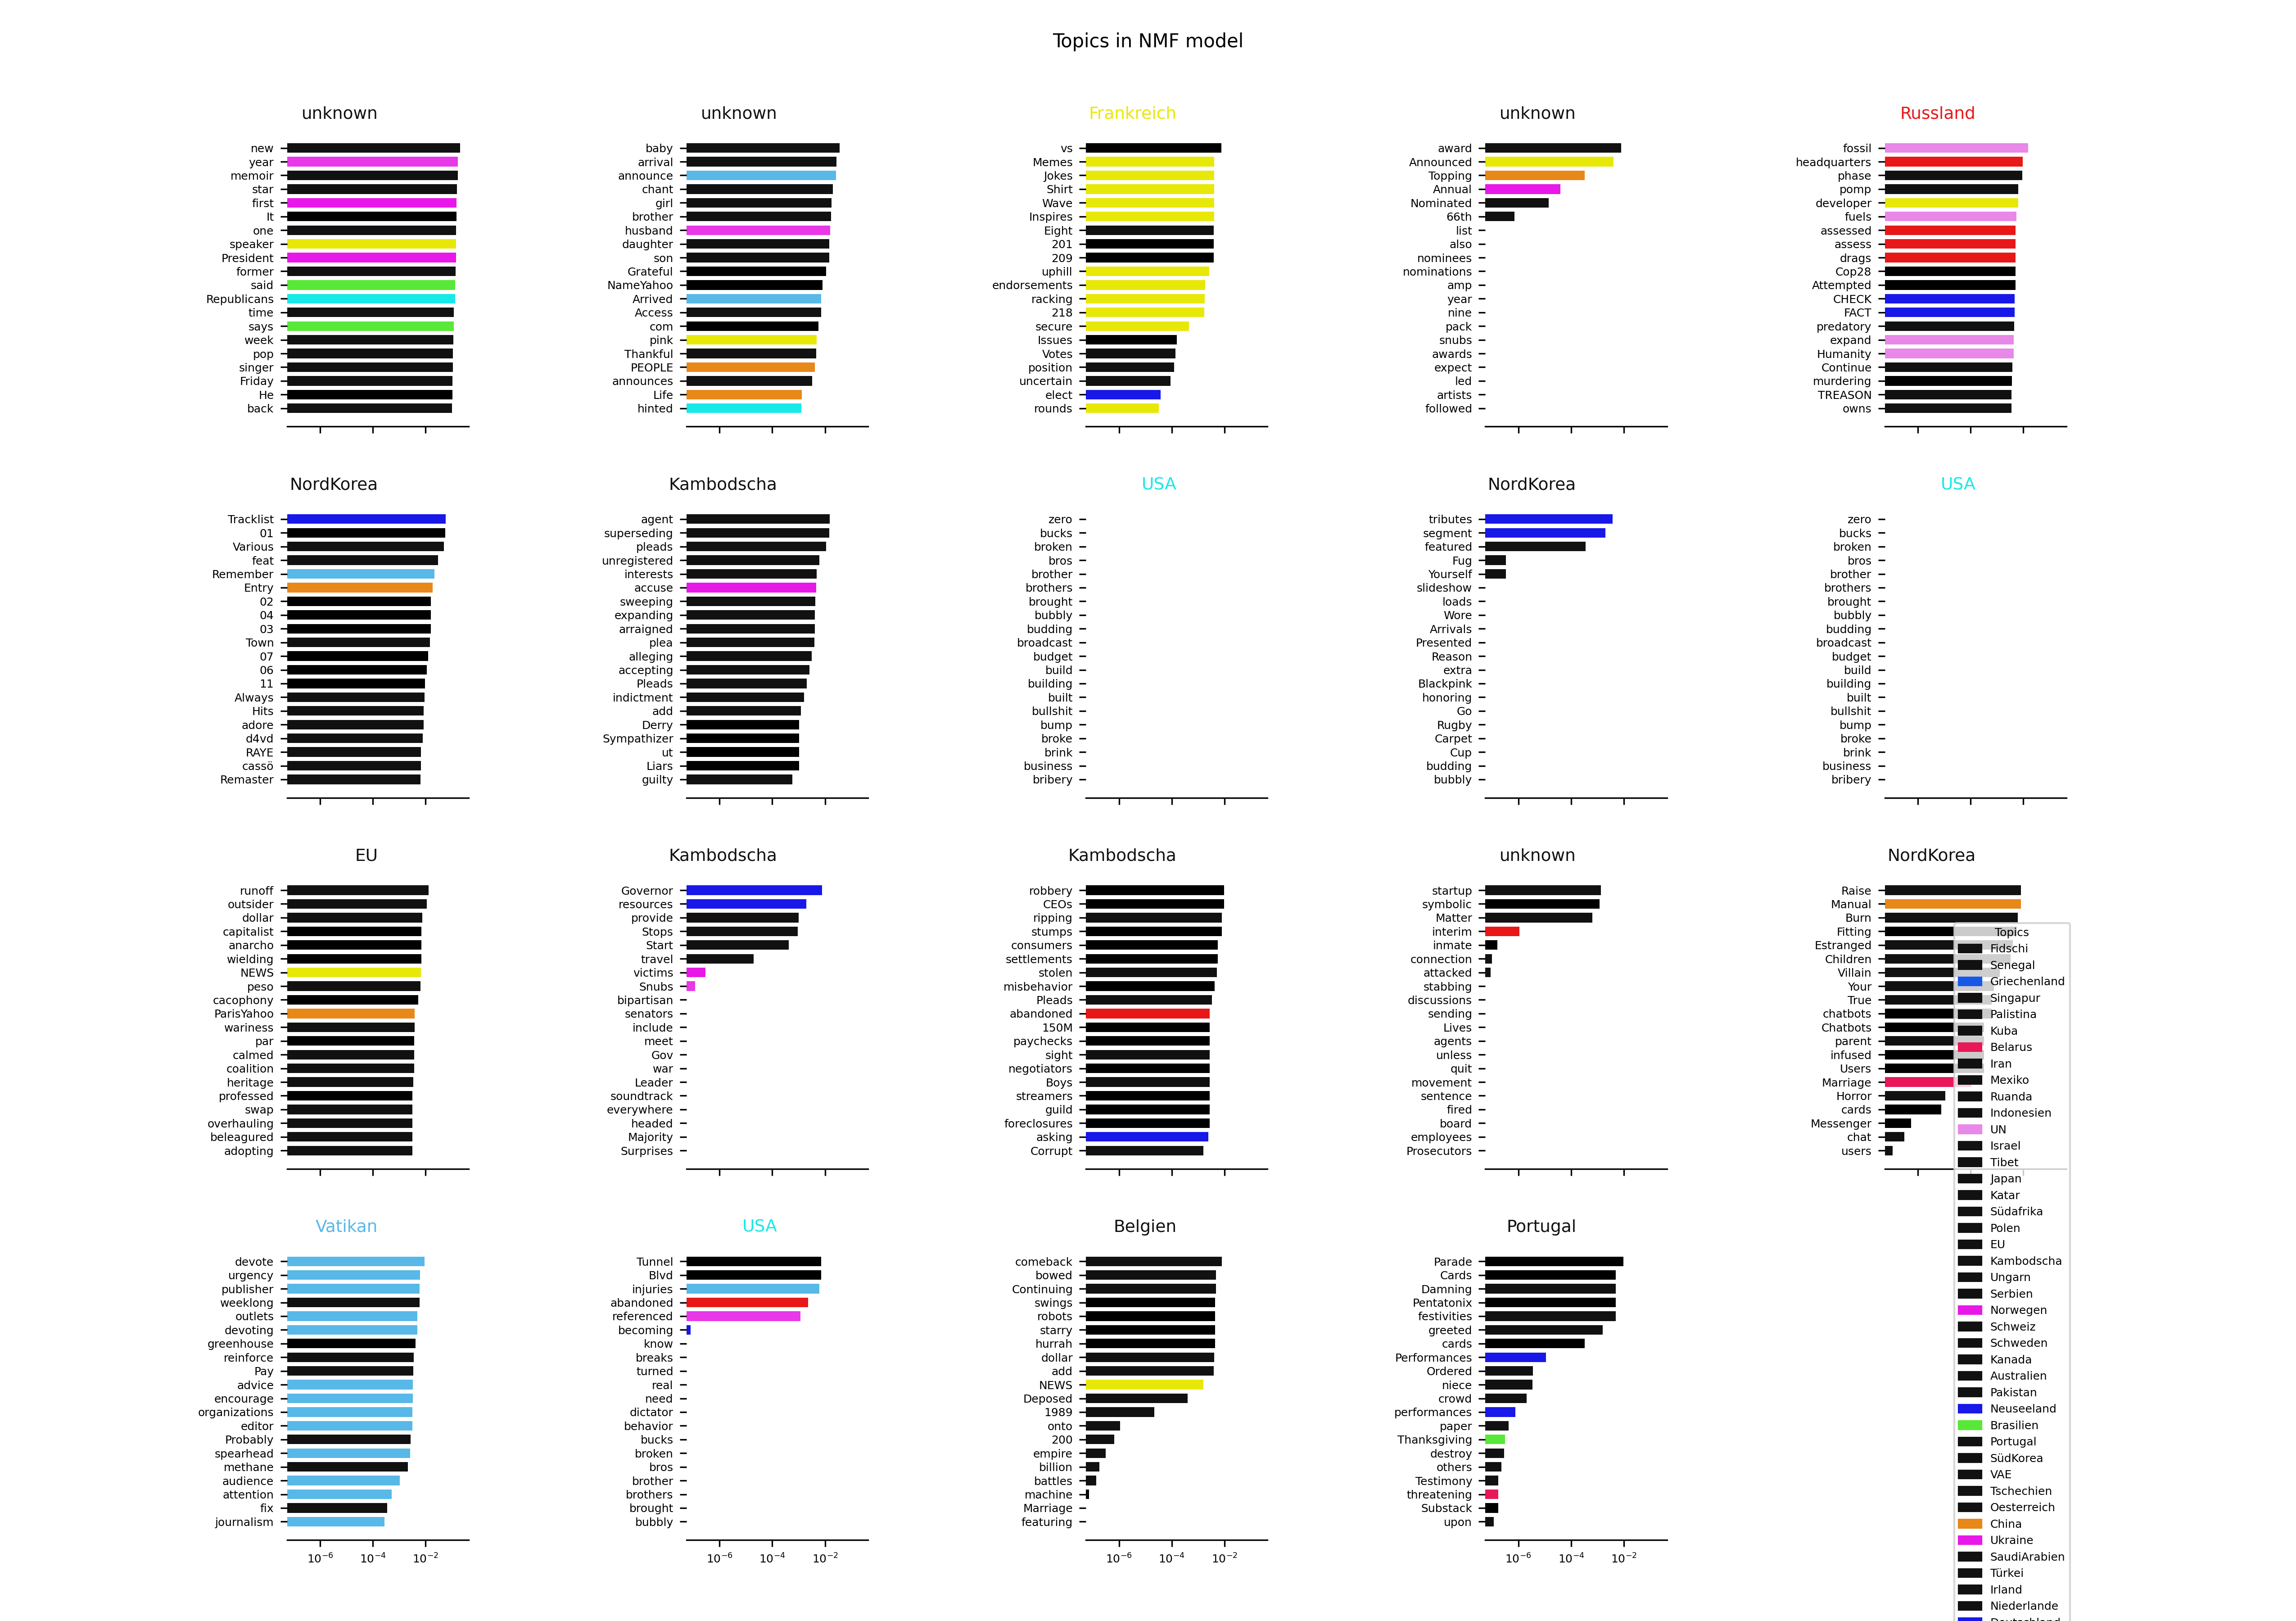 Topics in NMF model
unknown
new
year
memoir
star
first
It
one
speaker
President
former
said
Republicans
time
says
week
pop
singer
Friday
He
back
unknown
baby
arrival
announce
chant
girl
brother
husband
daughter
son
Grateful
NameYahoo
Arrived
Access
com
pink
Thankful
PEOPLE
announces
Life
hinted
Frankreich
vs
Memes
Jokes
Shirt
Wave
Inspires
Eight
201
209
uphill
endorsements
racking
218
secure
Issues
Votes
position
uncertain
elect
rounds
unknown
award
Announced
Topping
Annual
Nominated
66th
list
also
nominees
nominations
amp
year
nine
pack
snubs
awards
expect
led
artists
followed
Russland
fossil
headquarters
phase
pomp
developer
fuels
assessed
assess
drags
Cop28
Attempted
CHECK
FACT
predatory
expand
Humanity
Continue
murdering
TREASON
owns
NordKorea
Tracklist
01
Various
feat
Remember
Entry
02
04
03
Town
07
06
11
Always
Hits
adore
d4vd
RAYE
cassö
Remaster
Kambodscha
agent
superseding
pleads
unregistered
interests
accuse
sweeping
expanding
arraigned
plea
alleging
accepting
Pleads
indictment
add
Derry
Sympathizer
ut
Liars
guilty
USA
zero
bucks
broken
bros
brother
brothers
brought
bubbly
budding
broadcast
budget
build
building
built
bullshit
bump
broke
brink
business
bribery
NordKorea
tributes
segment
featured
Fug
Yourself
slideshow
loads
Wore
Arrivals
Presented
Reason
extra
Blackpink
honoring
Go
Rugby
Carpet
Cup
budding
bubbly
USA
zero
bucks
broken
bros
brother
brothers
brought
bubbly
budding
broadcast
budget
build
building
built
bullshit
bump
broke
brink
business
bribery
EU
runoff
outsider
dollar
capitalist
anarcho
wielding
NEWS
peso
cacophony
ParisYahoo
wariness
par
calmed
coalition
heritage
professed
swap
overhauling
beleagured
adopting
Kambodscha
Governor
resources
provide
Stops
Start
travel
victims
Snubs
bipartisan
senators
include
meet
Gov
war
Leader
soundtrack
everywhere
headed
Majority
Surprises
Kambodscha
robbery
CEOs
ripping
stumps
consumers
settlements
stolen
misbehavior
Pleads
abandoned
150M
paychecks
sight
negotiators
Boys
streamers
guild
foreclosures
asking
Corrupt
unknown
startup
symbolic
Matter
interim
inmate
connection
attacked
stabbing
discussions
sending
Lives
agents
unless
quit
movement
sentence
fired
board
employees
Prosecutors
NordKorea
Raise
Manual
Burn
Fitting
Estranged
Children
Villain
Your
True
chatbots
Chatbots
parent
infused
Users
Marriage
Horror
cards
Messenger
chat
users
Vatikan
devote
urgency
publisher
weeklong
outlets
devoting
greenhouse
reinforce
Pay
advice
encourage
organizations
editor
Probably
spearhead
methane
audience
attention
fix
journalism
10⁻⁶ 10⁻⁴ 10⁻²
USA
Tunnel
Blvd
injuries
abandoned
referenced
becoming
know
breaks
turned
real
need
dictator
behavior
bucks
broken
bros
brother
brothers
brought
bubbly
10⁻⁶ 10⁻⁴ 10⁻²
Belgien
comeback
bowed
Continuing
swings
robots
starry
hurrah
dollar
add
NEWS
Deposed
1989
onto
200
empire
billion
battles
machine
Marriage
featuring
10⁻⁶ 10⁻⁴ 10⁻²
Portugal
Parade
Cards
Damning
Pentatonix
festivities
greeted
cards
Performances
Ordered
niece
crowd
performances
paper
Thanksgiving
destroy
others
Testimony
threatening
Substack
upon
10⁻⁶ 10⁻⁴ 10⁻²
Topics
Fidschi
Senegal
Griechenland
Singapur
Palistina
Kuba
Belarus
Iran
Mexiko
Ruanda
Indonesien
UN
Israel
Tibet
Japan
Katar
Südafrika
Polen
EU
Kambodscha
Ungarn
Serbien
Norwegen
Schweiz
Schweden
Kanada
Australien
Pakistan
Neuseeland
Brasilien
Portugal
SüdKorea
VAE
Tschechien
Oesterreich
China
Ukraine
SaudiArabien
Türkei
Irland
Niederlande
Deutschland